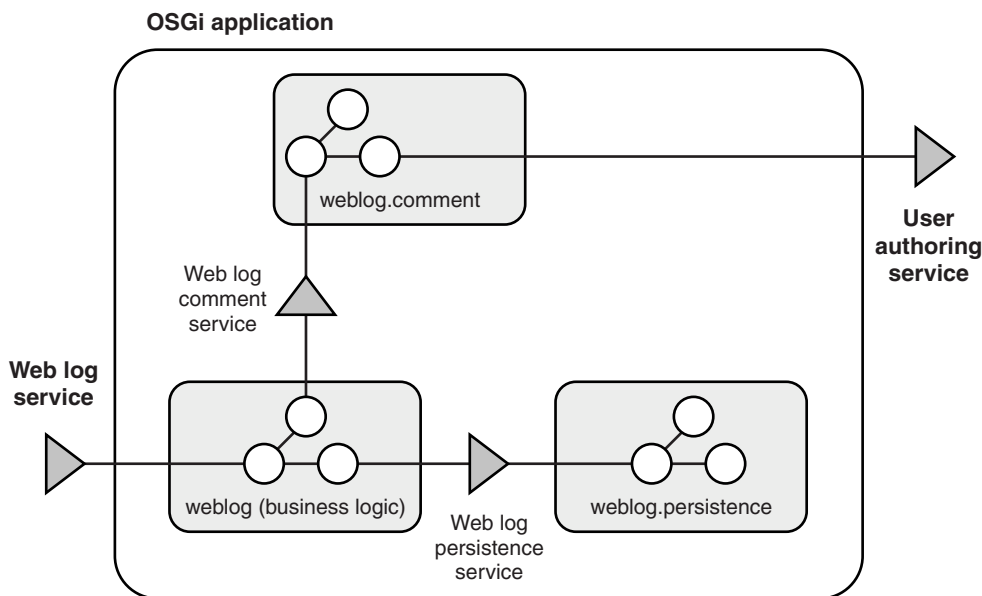 OSGi application
weblog.comment
User
authoring
service
Web log
comment
service
Web log
service
weblog (business logic)
weblog.persistence
Web log
persistence
service